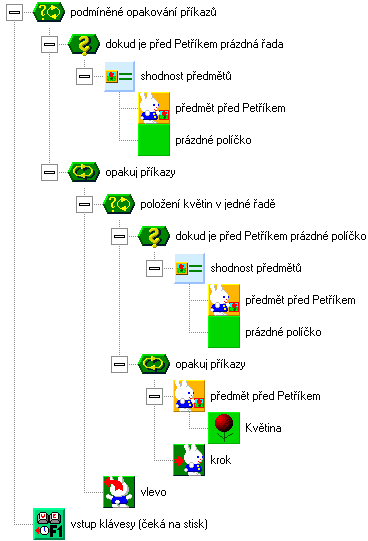 podmíněné opakování příkazů
dokud je před Petříkem prázdná řada
shodnost předmětů
předmět před Petříkem
prázdné políčko
opakuj příkazy
položení květin v jedné řadě
dokud je před Petříkem prázdné políčko
shodnost předmětů
předmět před Petříkem
prázdné políčko
opakuj příkazy
předmět před Petříkem
Květina
krok
vlevo
F1 vstup klávesy (čeká na stisk)